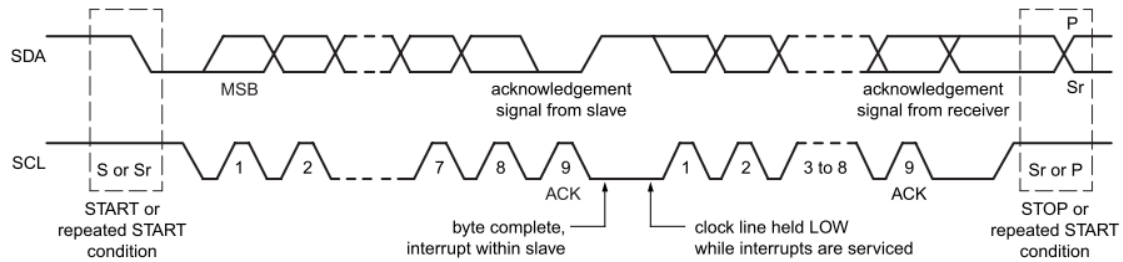 P
SDA
MSB
acknowledgement
signal from slave
acknowledgement
signal from receiver
Sr
SCL
S or Sr
1
2
7
8
9
1
2
3 to 8
9
Sr or P
ACK
ACK
START or
repeated START
condition
byte complete,
interrupt within slave
clock line held LOW
while interrupts are serviced
STOP or
repeated START
condition